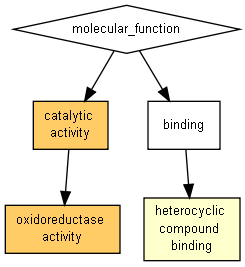 molecular_function
catalytic
activity
binding
oxidoreductase
activity
heterocyclic
compound
binding